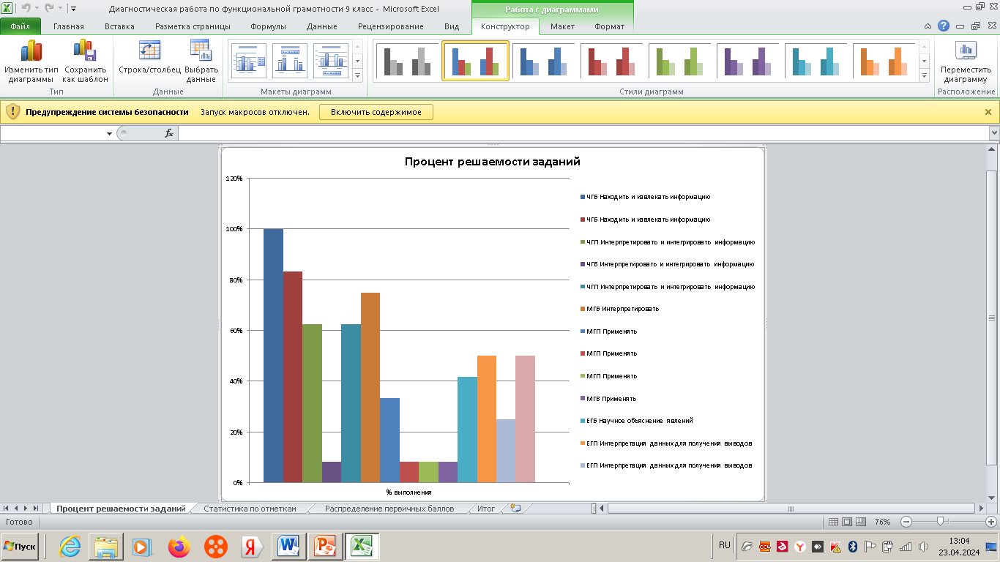 Диагностическая работа по функциональной грамостности 9 класс - Microsoft Excel
Работа с диаграммами
Файл Главная Вставка Разметка страницы Формулы Данные Рецензирование Вид Конструктор Макет Формат
Изменить тип диаграммы
Сохранить как шаблон
Строка/столбец
Выбрать данные
Переместить диаграмму
Тип Данные Макеты диаграмм Стили диаграмм Расположение
Предупреждение системы безопасности Запуск макросов отключен. Включить содержимое
fx
Процент решаемости заданий
120%
100%
80%
60%
40%
20%
0%
% выполнения
ЧГБ Находить и извлекать информацию
ЧГБ Находить и извлекать информацию
ЧГП Интерпретировать и интегрировать информацию
ЧГВ Интерпретировать и интегрировать информацию
ЧГП Интерпретировать и интегрировать информацию
МГБ Интерпретировать
МГП Применять
МГП Применять
МГП Применять
МГВ Применять
ЕГБ Научное объяснение явлений
ЕГП Интерпретация данных для получения выводов
ЕГП Интерпретация данных для получения выводов
Процент решаемости заданий Статистика по отметкам Распределение первичных баллов Итог
Готово 76%
Пуск RU 13:04
23.04.2024